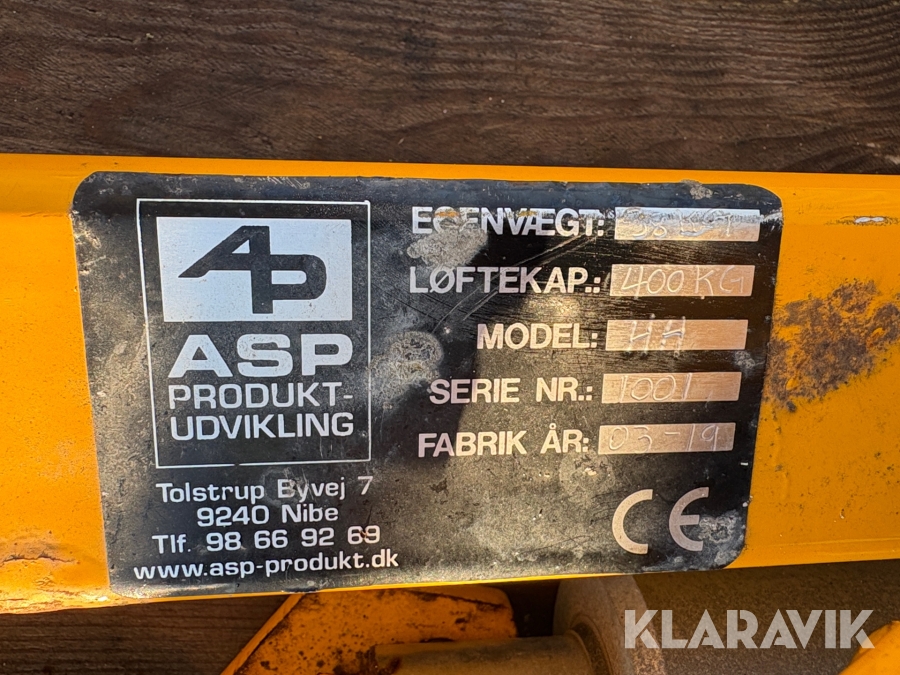 AP
ASP
PRODUKT-
UDVIKLING
Tolstrup Byvej 7
9240 Nibe
Tlf. 98 66 92 69
www.asp-produkt.dk
EGENVÆGT:
LØFTEKAP.: 400 KG
MODEL: HH
SERIE NR.: 1001
FABRIK ÅR: 03-19
CE
KLARAVIK